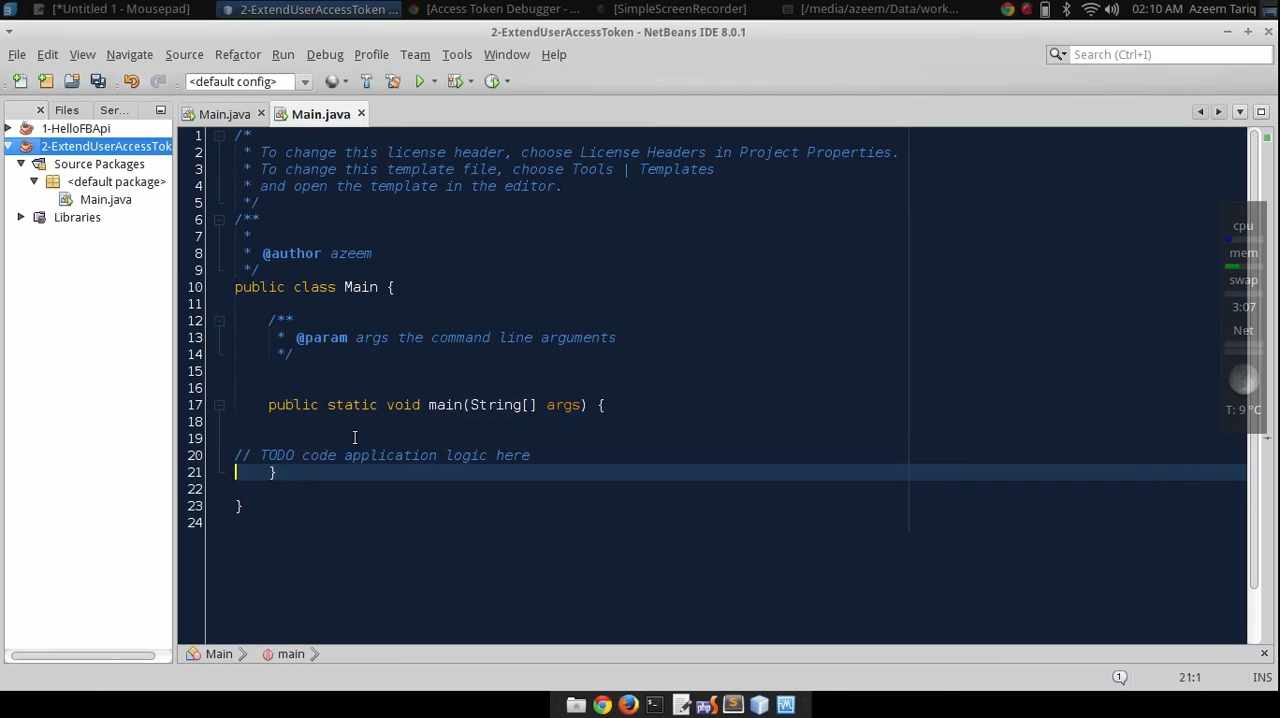 [*Untitled 1 - Mousepad]
2-ExtendUserAccessToken ...
[Access Token Debugger - ...
[SimpleScreenRecorder]
[/media/azeem/Data/work...
02:10 AM Azeem Tariq
2-ExtendUserAccessToken - NetBeans IDE 8.0.1
File Edit View Navigate Source Refactor Run Debug Profile Team Tools Window Help
Search (Ctrl+I)
<default config>
Files Ser...
Main.java Main.java
1-HelloFBApi
2-ExtendUserAccessTok
Source Packages
<default package>
Main.java
Libraries
1 /*
2 * To change this license header, choose License Headers in Project Properties.
3 * To change this template file, choose Tools | Templates
4 * and open the template in the editor.
5 */
6 /**
7 *
8 * @author azeem
9 */
10 public class Main {
11
12 /**
13 * @param args the command line arguments
14 */
15
16
17 public static void main(String[] args) {
18
19
20 // TODO code application logic here
21 }
22
23 }
24
cpu
mem
swap
3:07
Net
T: 9 °C
Main main
1 21:1 INS